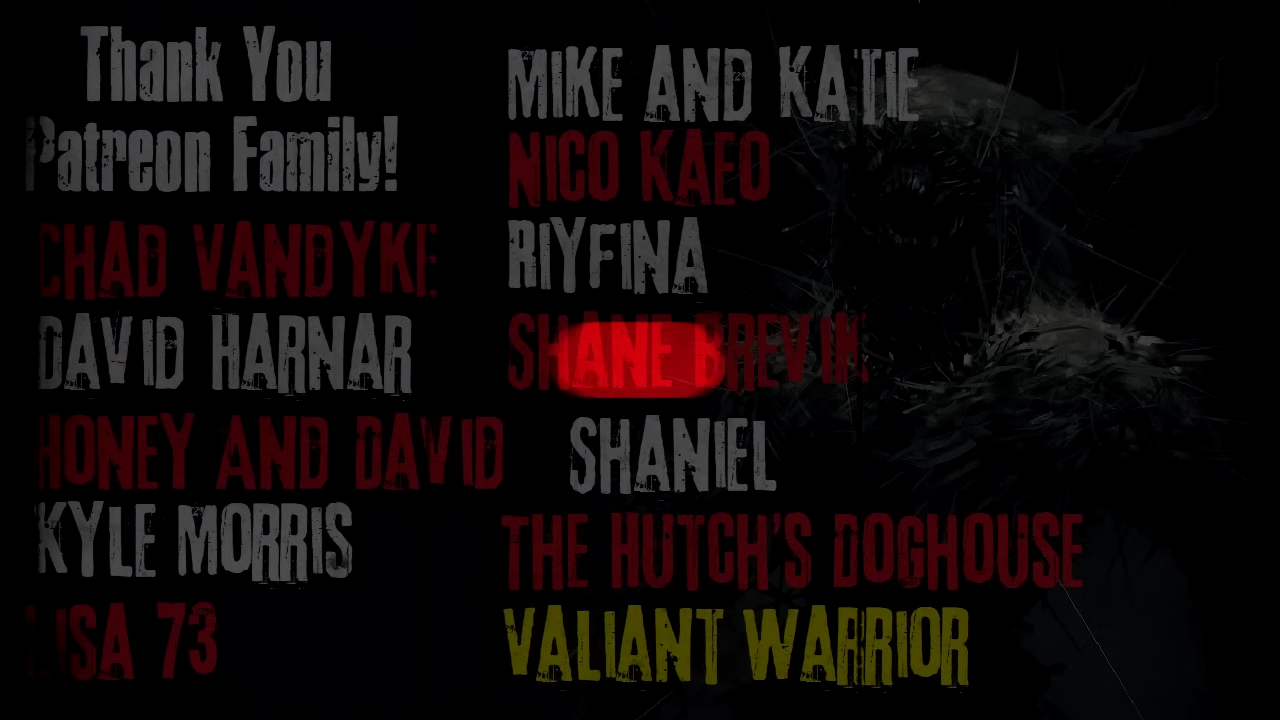 Thank You
Patreon Family!
CHAD VANDYKE
DAVID HARNAR
HONEY AND DAVID
KYLE MORRIS
LISA 73
MIKE AND KATIE
NICO KAEO
RIYFINA
SHANE
SHANIEL
THE HUTCH'S DOGHOUSE
VALIANT WARRIOR